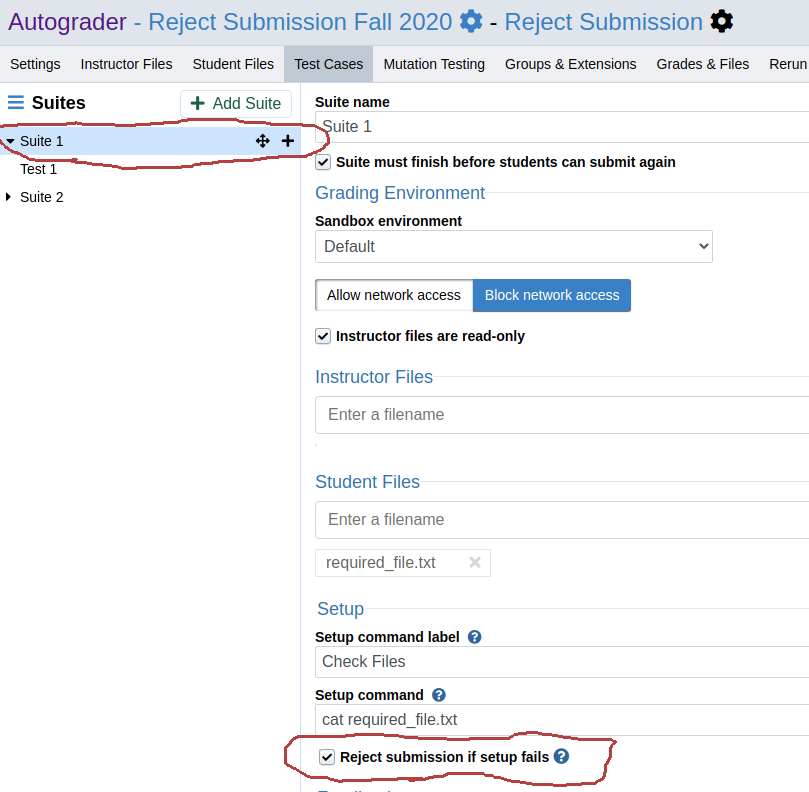 Autograder - Reject Submission Fall 2020 - Reject Submission
Settings Instructor Files Student Files Test Cases Mutation Testing Groups & Extensions Grades & Files Rerun
Suites
Add Suite
Suite 1
Test 1
Suite 2
Suite name
Suite 1
Suite must finish before students can submit again
Grading Environment
Sandbox environment
Default
Allow network access Block network access
Instructor files are read-only
Instructor Files
Enter a filename
Student Files
Enter a filename
required_file.txt
Setup
Setup command label
Check Files
Setup command
cat required_file.txt
Reject submission if setup fails